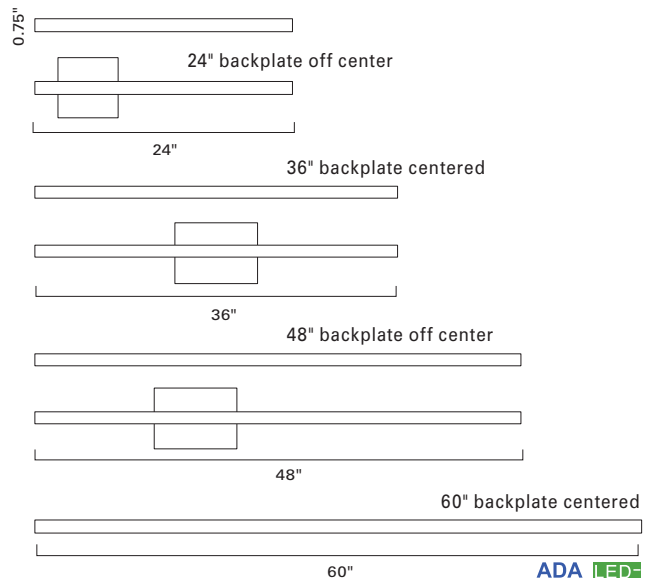 0.75"
24" backplate off center
24"
36" backplate centered
36"
48" backplate off center
48"
60" backplate centered
60"
ADA LED-